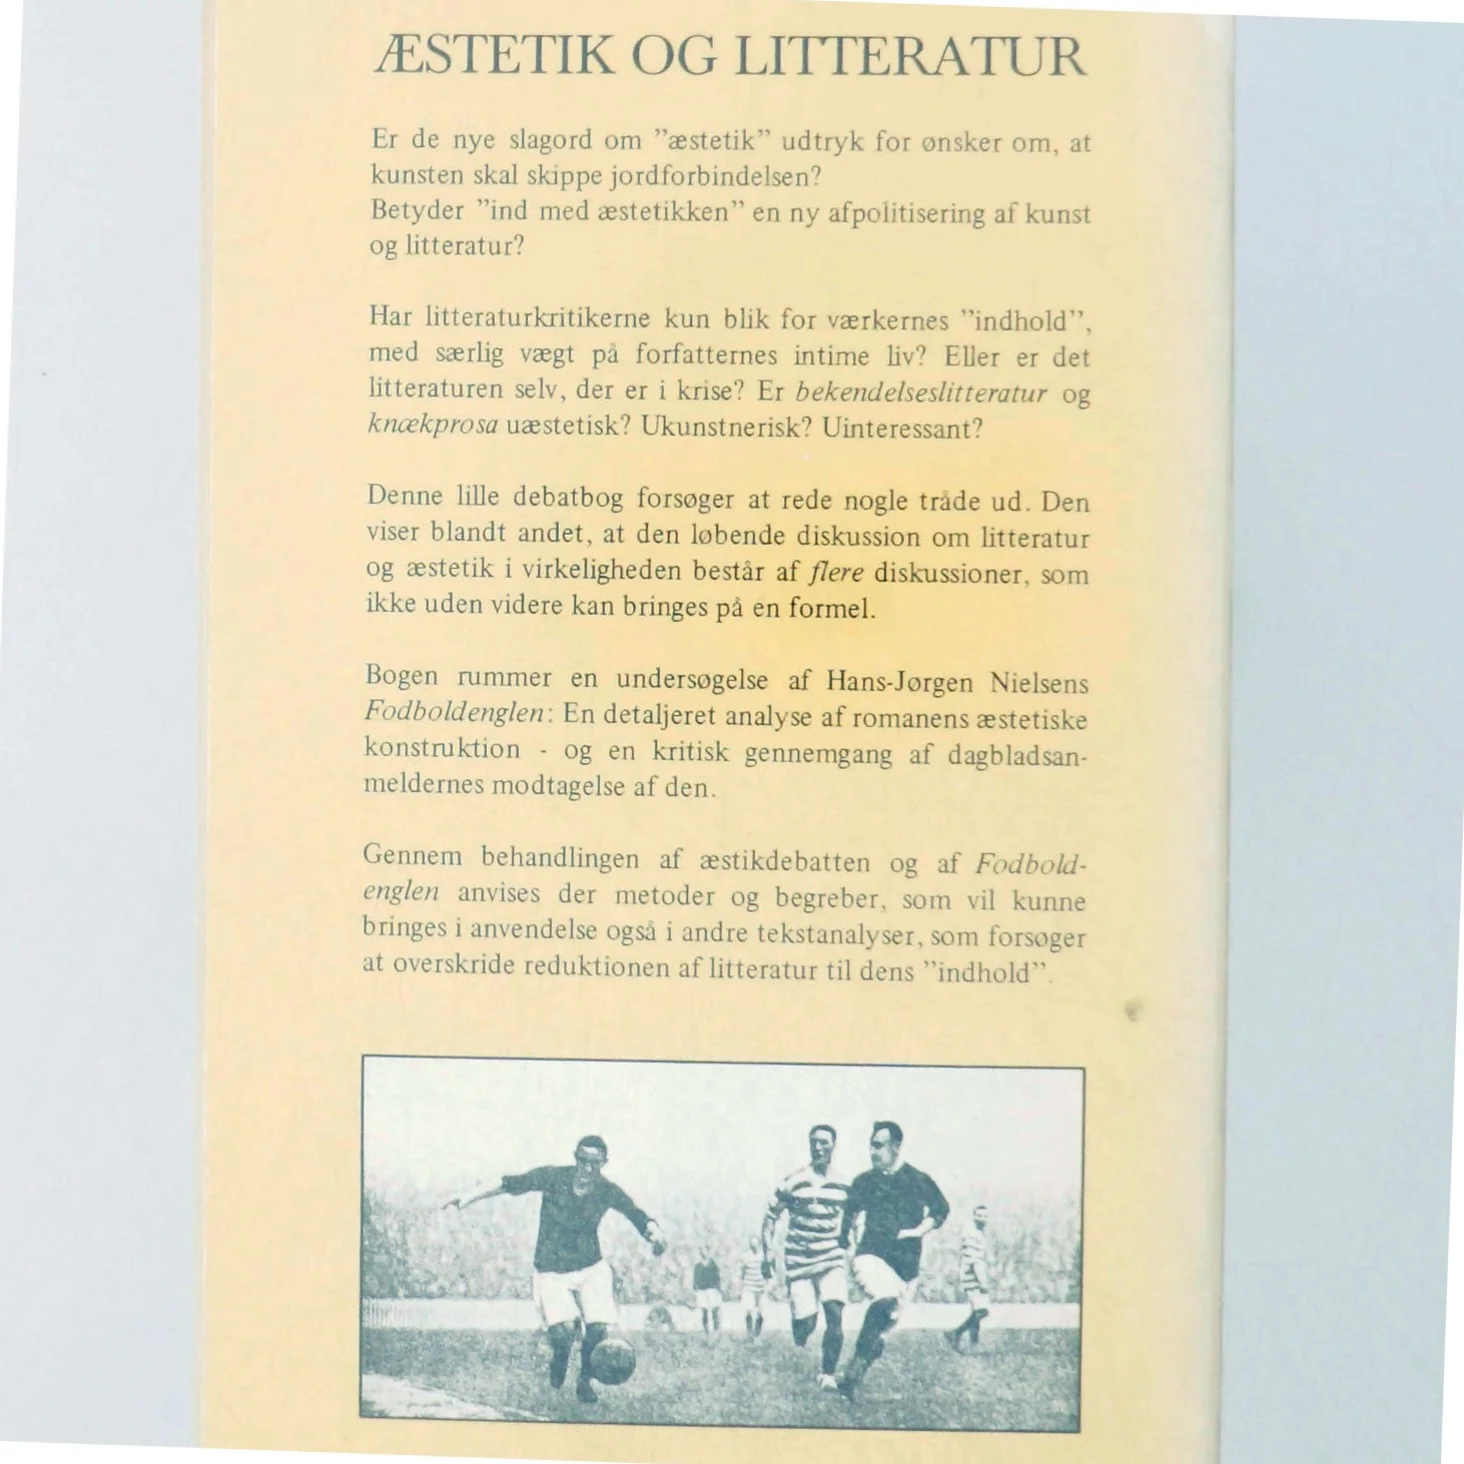 ÆSTETIK OG LITTERATUR
Er de nye slagord om ”æstetik” udtryk for ønsker om, at
kunsten skal skippe jordforbindelsen?
Betyder ”ind med æstetikken” en ny afpolitisering af kunst
og litteratur?
Har litteraturkritikerne kun blik for værkernes ”indhold”,
med særlig vægt på forfatternes intime liv? Eller er det
litteraturen selv, der er i krise? Er bekendelseslitteratur og
knækprosa uæstetisk? Ukunstnerisk? Uinteressant?
Denne lille debatbog forsøger at rede nogle tråde ud. Den
viser blandt andet, at den løbende diskussion om litteratur
og æstetik i virkeligheden består af flere diskussioner, som
ikke uden videre kan bringes på en formel.
Bogen rummer en undersøgelse af Hans-Jørgen Nielsens
Fodboldenglen: En detaljeret analyse af romanens æstetiske
konstruktion - og en kritisk gennemgang af dagbladsan-
meldernes modtagelse af den.
Gennem behandlingen af æstikdebatten og af Fodbold-
englen anvises der metoder og begreber, som vil kunne
bringes i anvendelse også i andre tekstanalyser, som forsøger
at overskride reduktionen af litteratur til dens ”indhold”.